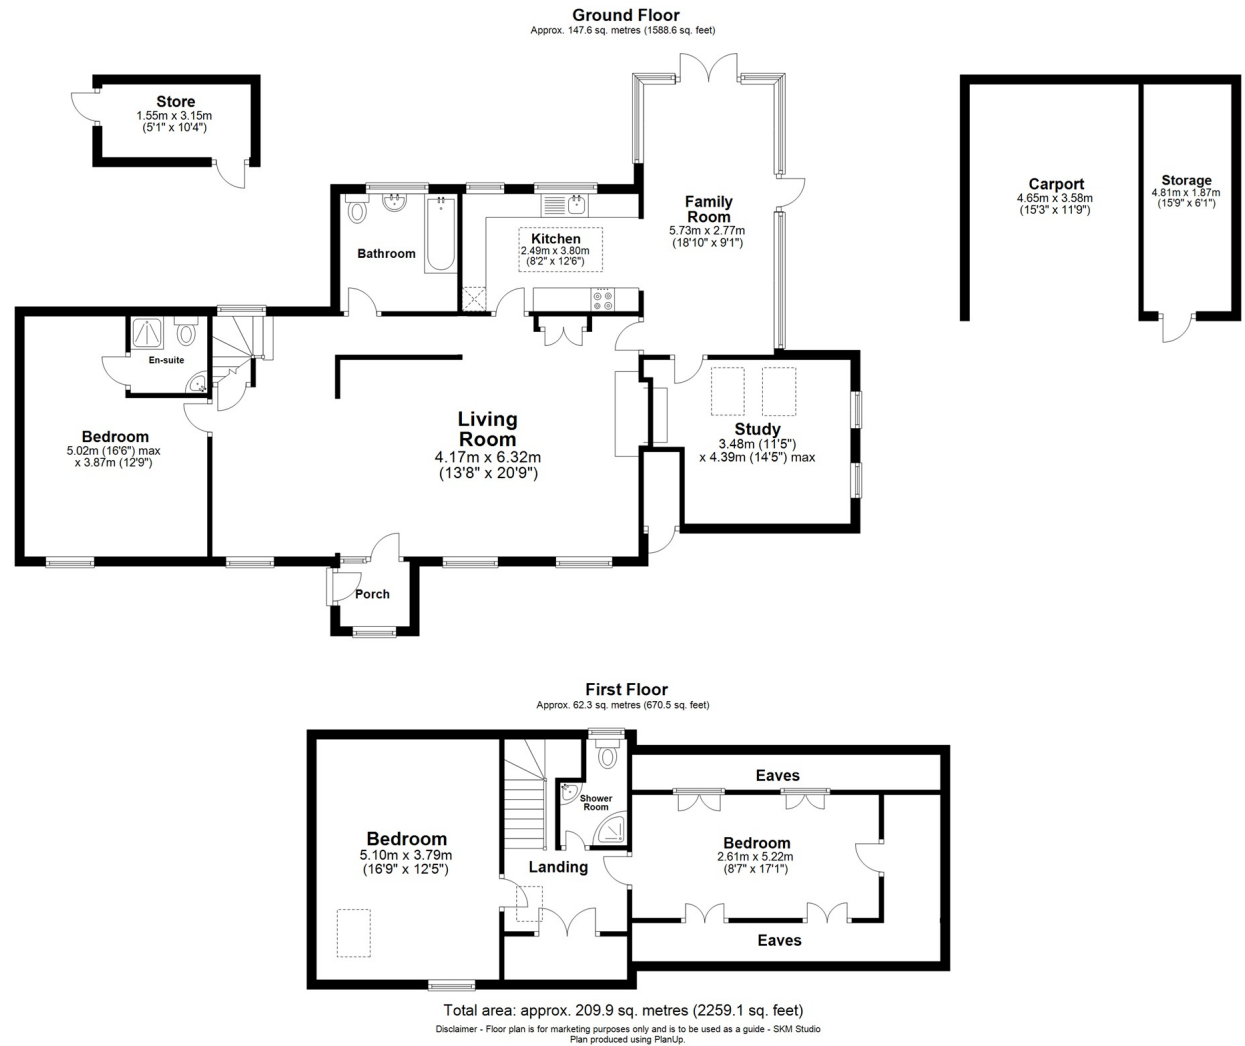 Ground Floor
Approx. 147.6 sq. metres (1588.6 sq. feet)
Store
1.55m x 3.15m
(5'1" x 10'4")
Family
Room
5.73m x 2.77m
(18'10" x 9'1")
Carport
4.65m x 3.58m
(15'3" x 11'9")
Storage
4.81m x 1.87m
(15'9" x 6'1")
Kitchen
2.49m x 3.80m
(8'2" x 12'6")
Bathroom
En-suite
Bedroom
5.02m (16'6") max
x 3.87m (12'9")
Living
Room
4.17m x 6.32m
(13'8" x 20'9")
Study
3.48m (11'5")
x 4.39m (14'5") max
Porch
First Floor
Approx. 62.3 sq. metres (670.5 sq. feet)
Eaves
Shower
Room
Bedroom
5.10m x 3.79m
(16'9" x 12'5")
Landing
Bedroom
2.61m x 5.22m
(8'7" x 17'1")
Eaves
Total area: approx. 209.9 sq. metres (2259.1 sq. feet)
Disclaimer - Floor plan is for marketing purposes only and is to be used as a guide - SKM Studio
Plan produced using PlanUp.